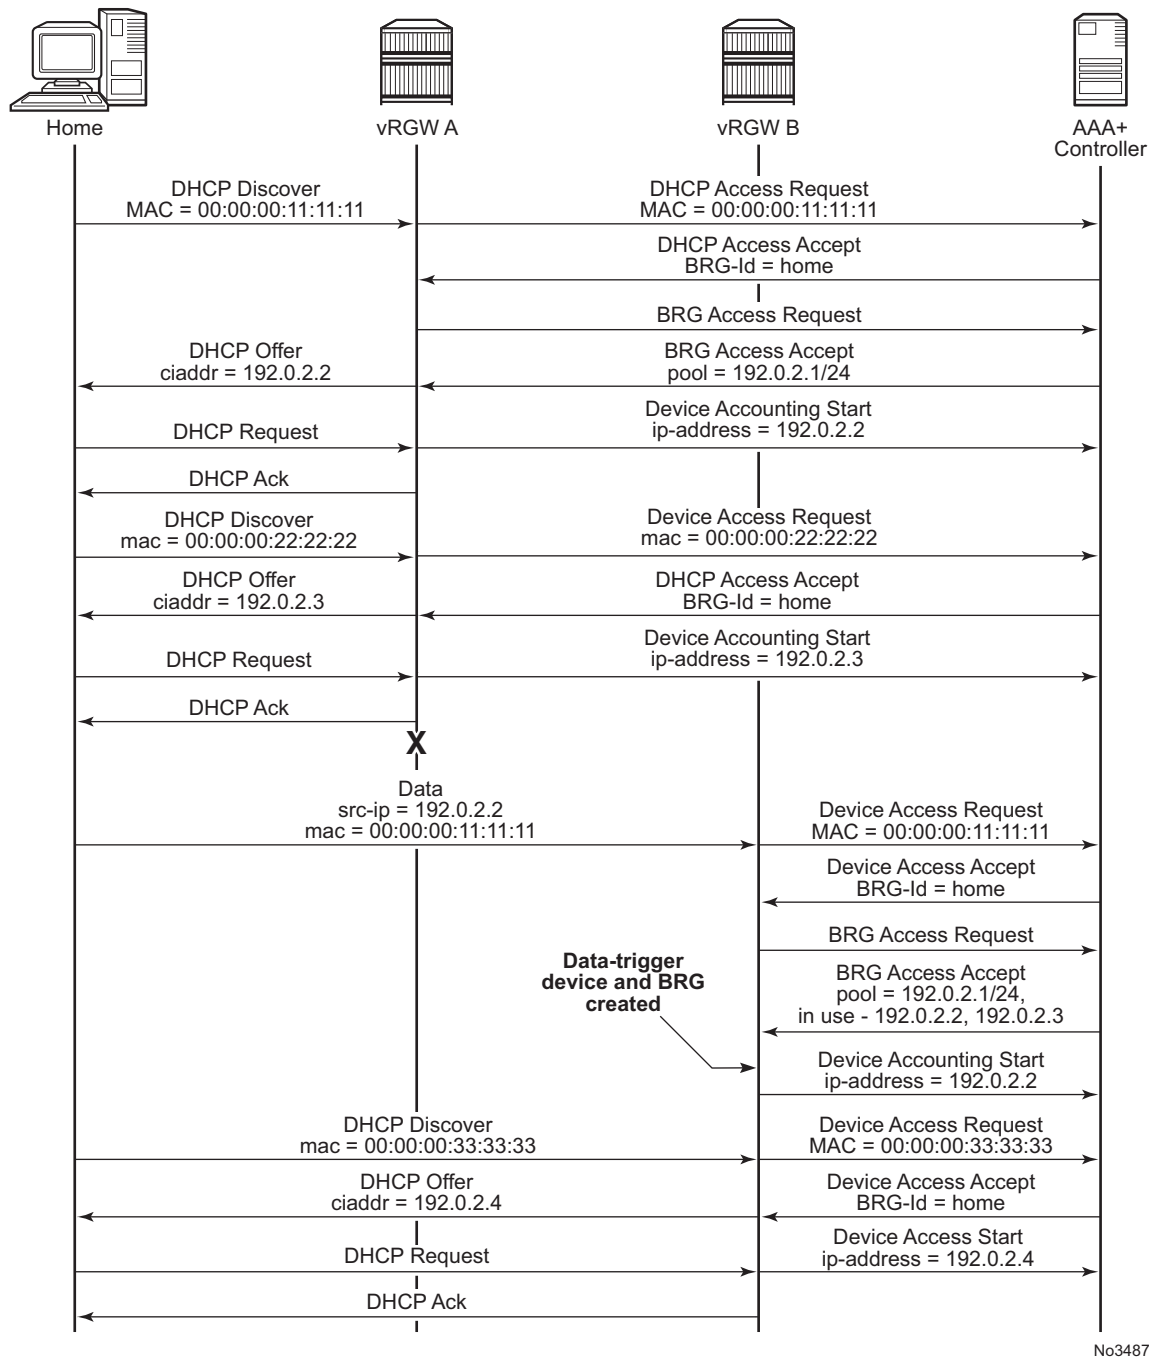 Home
vRGW A
vRGW B
AAA+
Controller
DHCP Discover
MAC = 00:00:00:11:11:11
DHCP Access Request
MAC = 00:00:00:11:11:11
DHCP Access Accept
BRG-Id = home
BRG Access Request
DHCP Offer
ciaddr = 192.0.2.2
BRG Access Accept
pool = 192.0.2.1/24
DHCP Request
Device Accounting Start
ip-address = 192.0.2.2
DHCP Ack
DHCP Discover
mac = 00:00:00:22:22:22
Device Access Request
mac = 00:00:00:22:22:22
DHCP Offer
ciaddr = 192.0.2.3
DHCP Access Accept
BRG-Id = home
DHCP Request
Device Accounting Start
ip-address = 192.0.2.3
DHCP Ack
X
Data
src-ip = 192.0.2.2
mac = 00:00:00:11:11:11
Device Access Request
MAC = 00:00:00:11:11:11
Device Access Accept
BRG-Id = home
BRG Access Request
Data-trigger
device and BRG
created
BRG Access Accept
pool = 192.0.2.1/24,
in use - 192.0.2.2, 192.0.2.3
Device Accounting Start
ip-address = 192.0.2.2
DHCP Discover
mac = 00:00:00:33:33:33
Device Access Request
MAC = 00:00:00:33:33:33
DHCP Offer
ciaddr = 192.0.2.4
Device Access Accept
BRG-Id = home
DHCP Request
Device Access Start
ip-address = 192.0.2.4
DHCP Ack
No3487